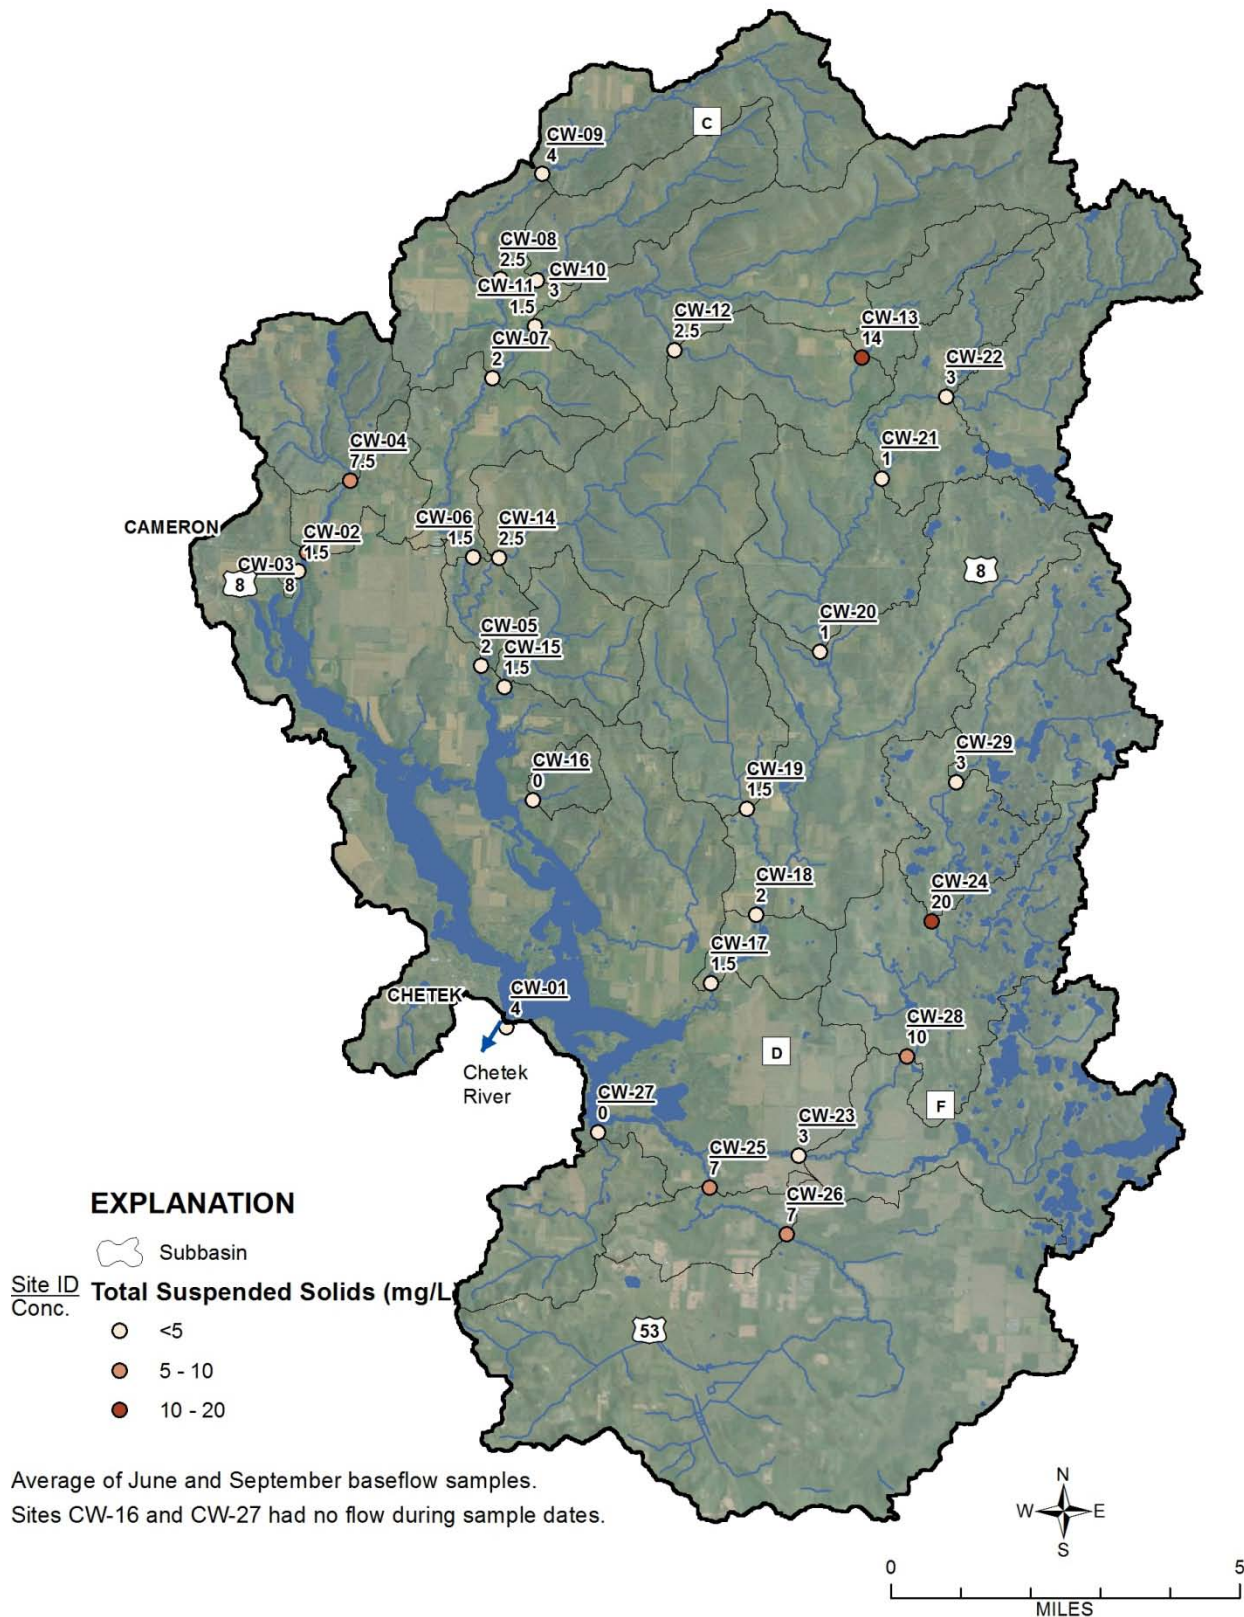 C
CW-09
4
CW-08
2.5
CW-10
3
CW-11
1.5
CW-12
2.5
CW-13
14
CW-07
2
CW-22
3
CW-04
7.5
CW-21
1
CAMERON
CW-02
1.5
CW-06
1.5
CW-14
2.5
CW-03
8
8
8
CW-20
1
CW-05
2
CW-15
1.5
CW-29
3
CW-16
0
CW-19
1.5
CW-18
2
CW-24
20
CW-17
1.5
CHETEK
CW-01
4
CW-28
10
D
Chetek
River
F
CW-27
0
CW-23
3
CW-25
7
CW-26
7
EXPLANATION
Subbasin
Site ID
Conc.
Total Suspended Solids (mg/L
<5
5 - 10
10 - 20
53
Average of June and September baseflow samples.
Sites CW-16 and CW-27 had no flow during sample dates.
N
W E
S
0 5
MILES